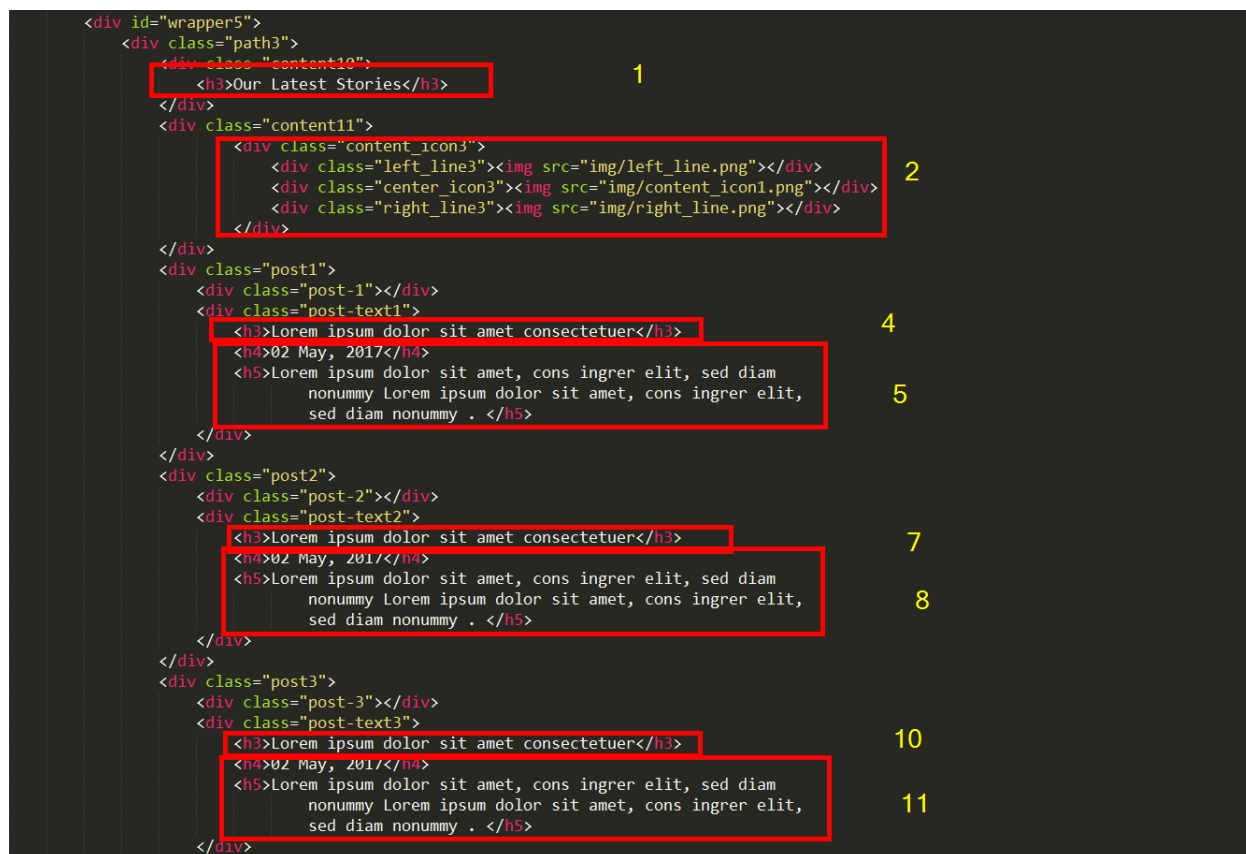 <div id="wrapper5">
<div class="path3">
<div class="content10">
<h3>Our Latest Stories</h3>
1
</div>
<div class="content11">
<div class="content_icon3">
<div class="left_line3"><img src="img/left_line.png"></div>
<div class="center_icon3"><img src="img/content_icon1.png"></div>
2
<div class="right_line3"><img src="img/right_line.png"></div>
</div>
</div>
<div class="post1">
<div class="post-1"></div>
<div class="post-text1">
<h3>Lorem ipsum dolor sit amet consectetuer</h3>
4
<h4>02 May, 2017</h4>
<h5>Lorem ipsum dolor sit amet, cons ingrer elit, sed diam
nonummy Lorem ipsum dolor sit amet, cons ingrer elit,
5
sed diam nonummy . </h5>
</div>
</div>
<div class="post2">
<div class="post-2"></div>
<div class="post-text2">
<h3>Lorem ipsum dolor sit amet consectetuer</h3>
7
<h4>02 May, 2017</h4>
<h5>Lorem ipsum dolor sit amet, cons ingrer elit, sed diam
nonummy Lorem ipsum dolor sit amet, cons ingrer elit,
8
sed diam nonummy . </h5>
</div>
</div>
<div class="post3">
<div class="post-3"></div>
<div class="post-text3">
<h3>Lorem ipsum dolor sit amet consectetuer</h3>
10
<h4>02 May, 2017</h4>
<h5>Lorem ipsum dolor sit amet, cons ingrer elit, sed diam
nonummy Lorem ipsum dolor sit amet, cons ingrer elit,
11
sed diam nonummy . </h5>
</div>